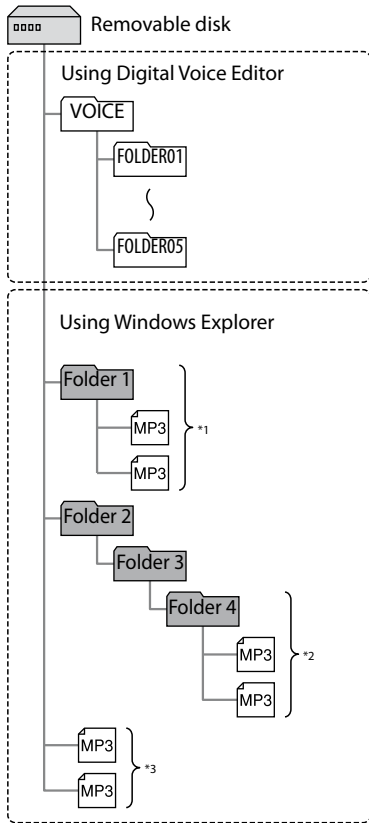 Removable disk
Using Digital Voice Editor
VOICE
FOLDER01
FOLDER05
Using Windows Explorer
Folder 1
MP3
*1
MP3
Folder 2
Folder 3
Folder 4
MP3
*2
MP3
MP3
*3
MP3